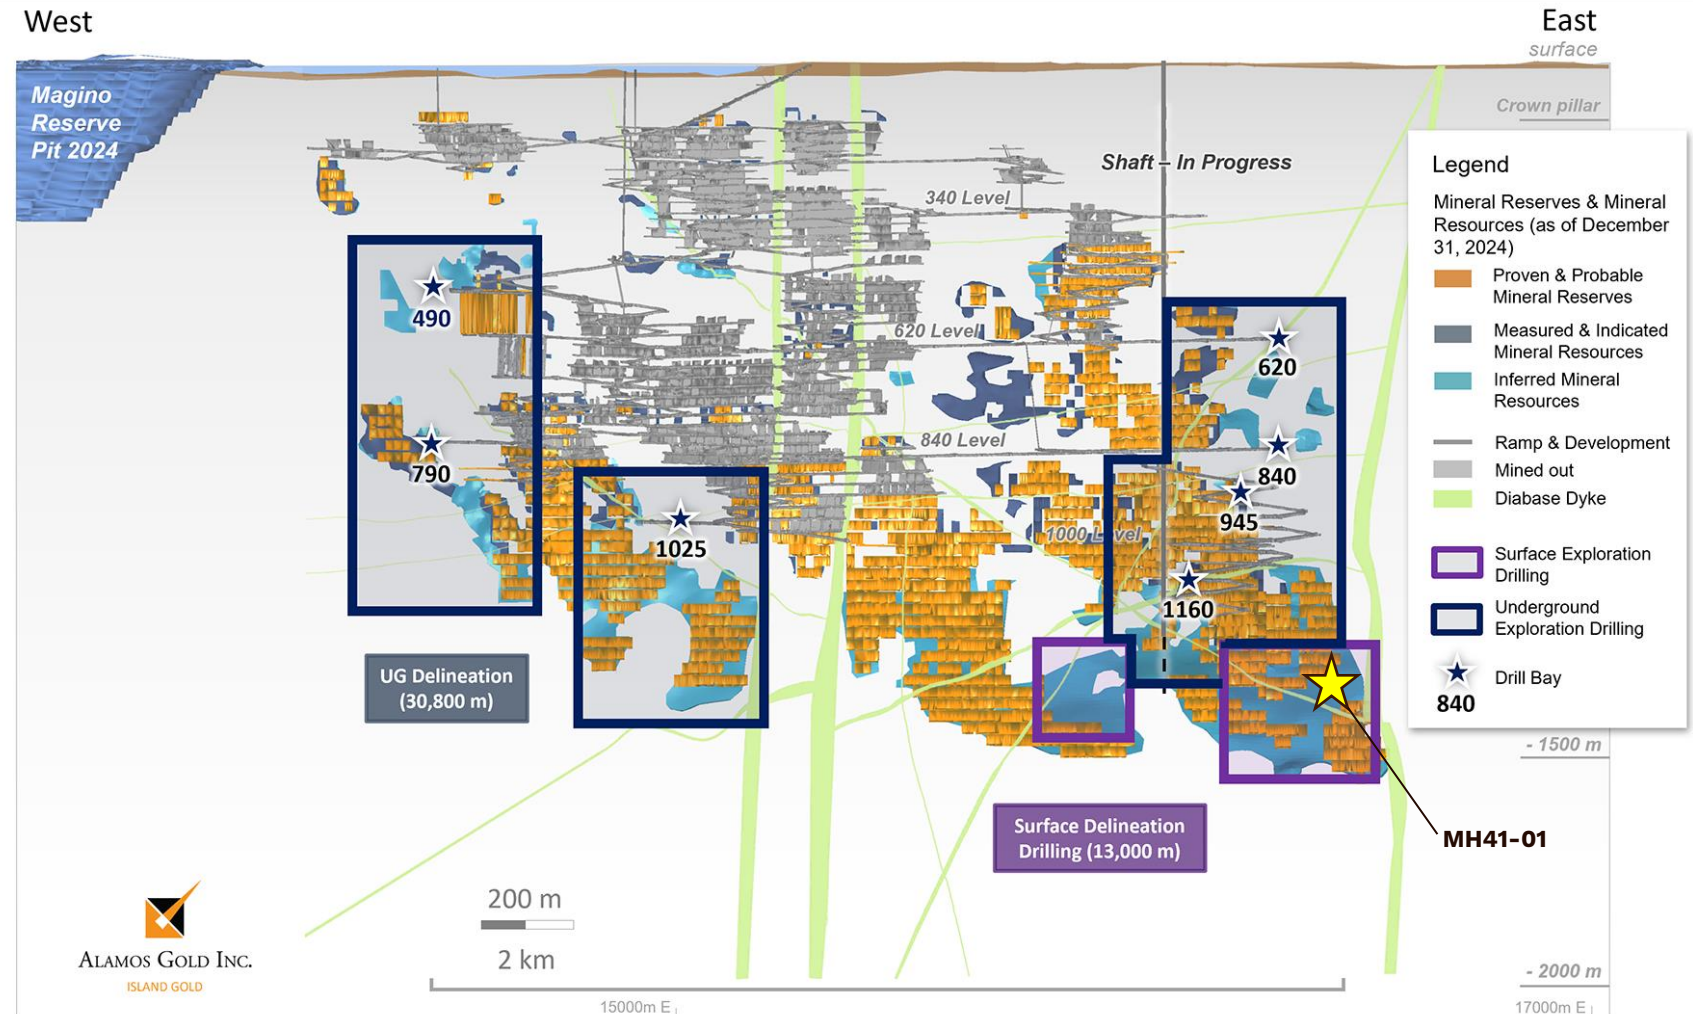 West
East
surface
Magino
Reserve
Pit 2024
Crown pillar
Shaft – In Progress
340 Level
490
620 Level
620
790
840 Level
840
945
1025
1000 Level
1160
UG Delineation
(30,800 m)
Surface Delineation
Drilling (13,000 m)
Legend
Mineral Reserves & Mineral
Resources (as of December
31, 2024)
Proven & Probable
Mineral Reserves
Measured & Indicated
Mineral Resources
Inferred Mineral
Resources
Ramp & Development
Mined out
Diabase Dyke
Surface Exploration
Drilling
Underground
Exploration Drilling
Drill Bay
840
- 1500 m
MH41-01
200 m
2 km
ALAMOS GOLD INC.
ISLAND GOLD
- 2000 m
15000m E
17000m E